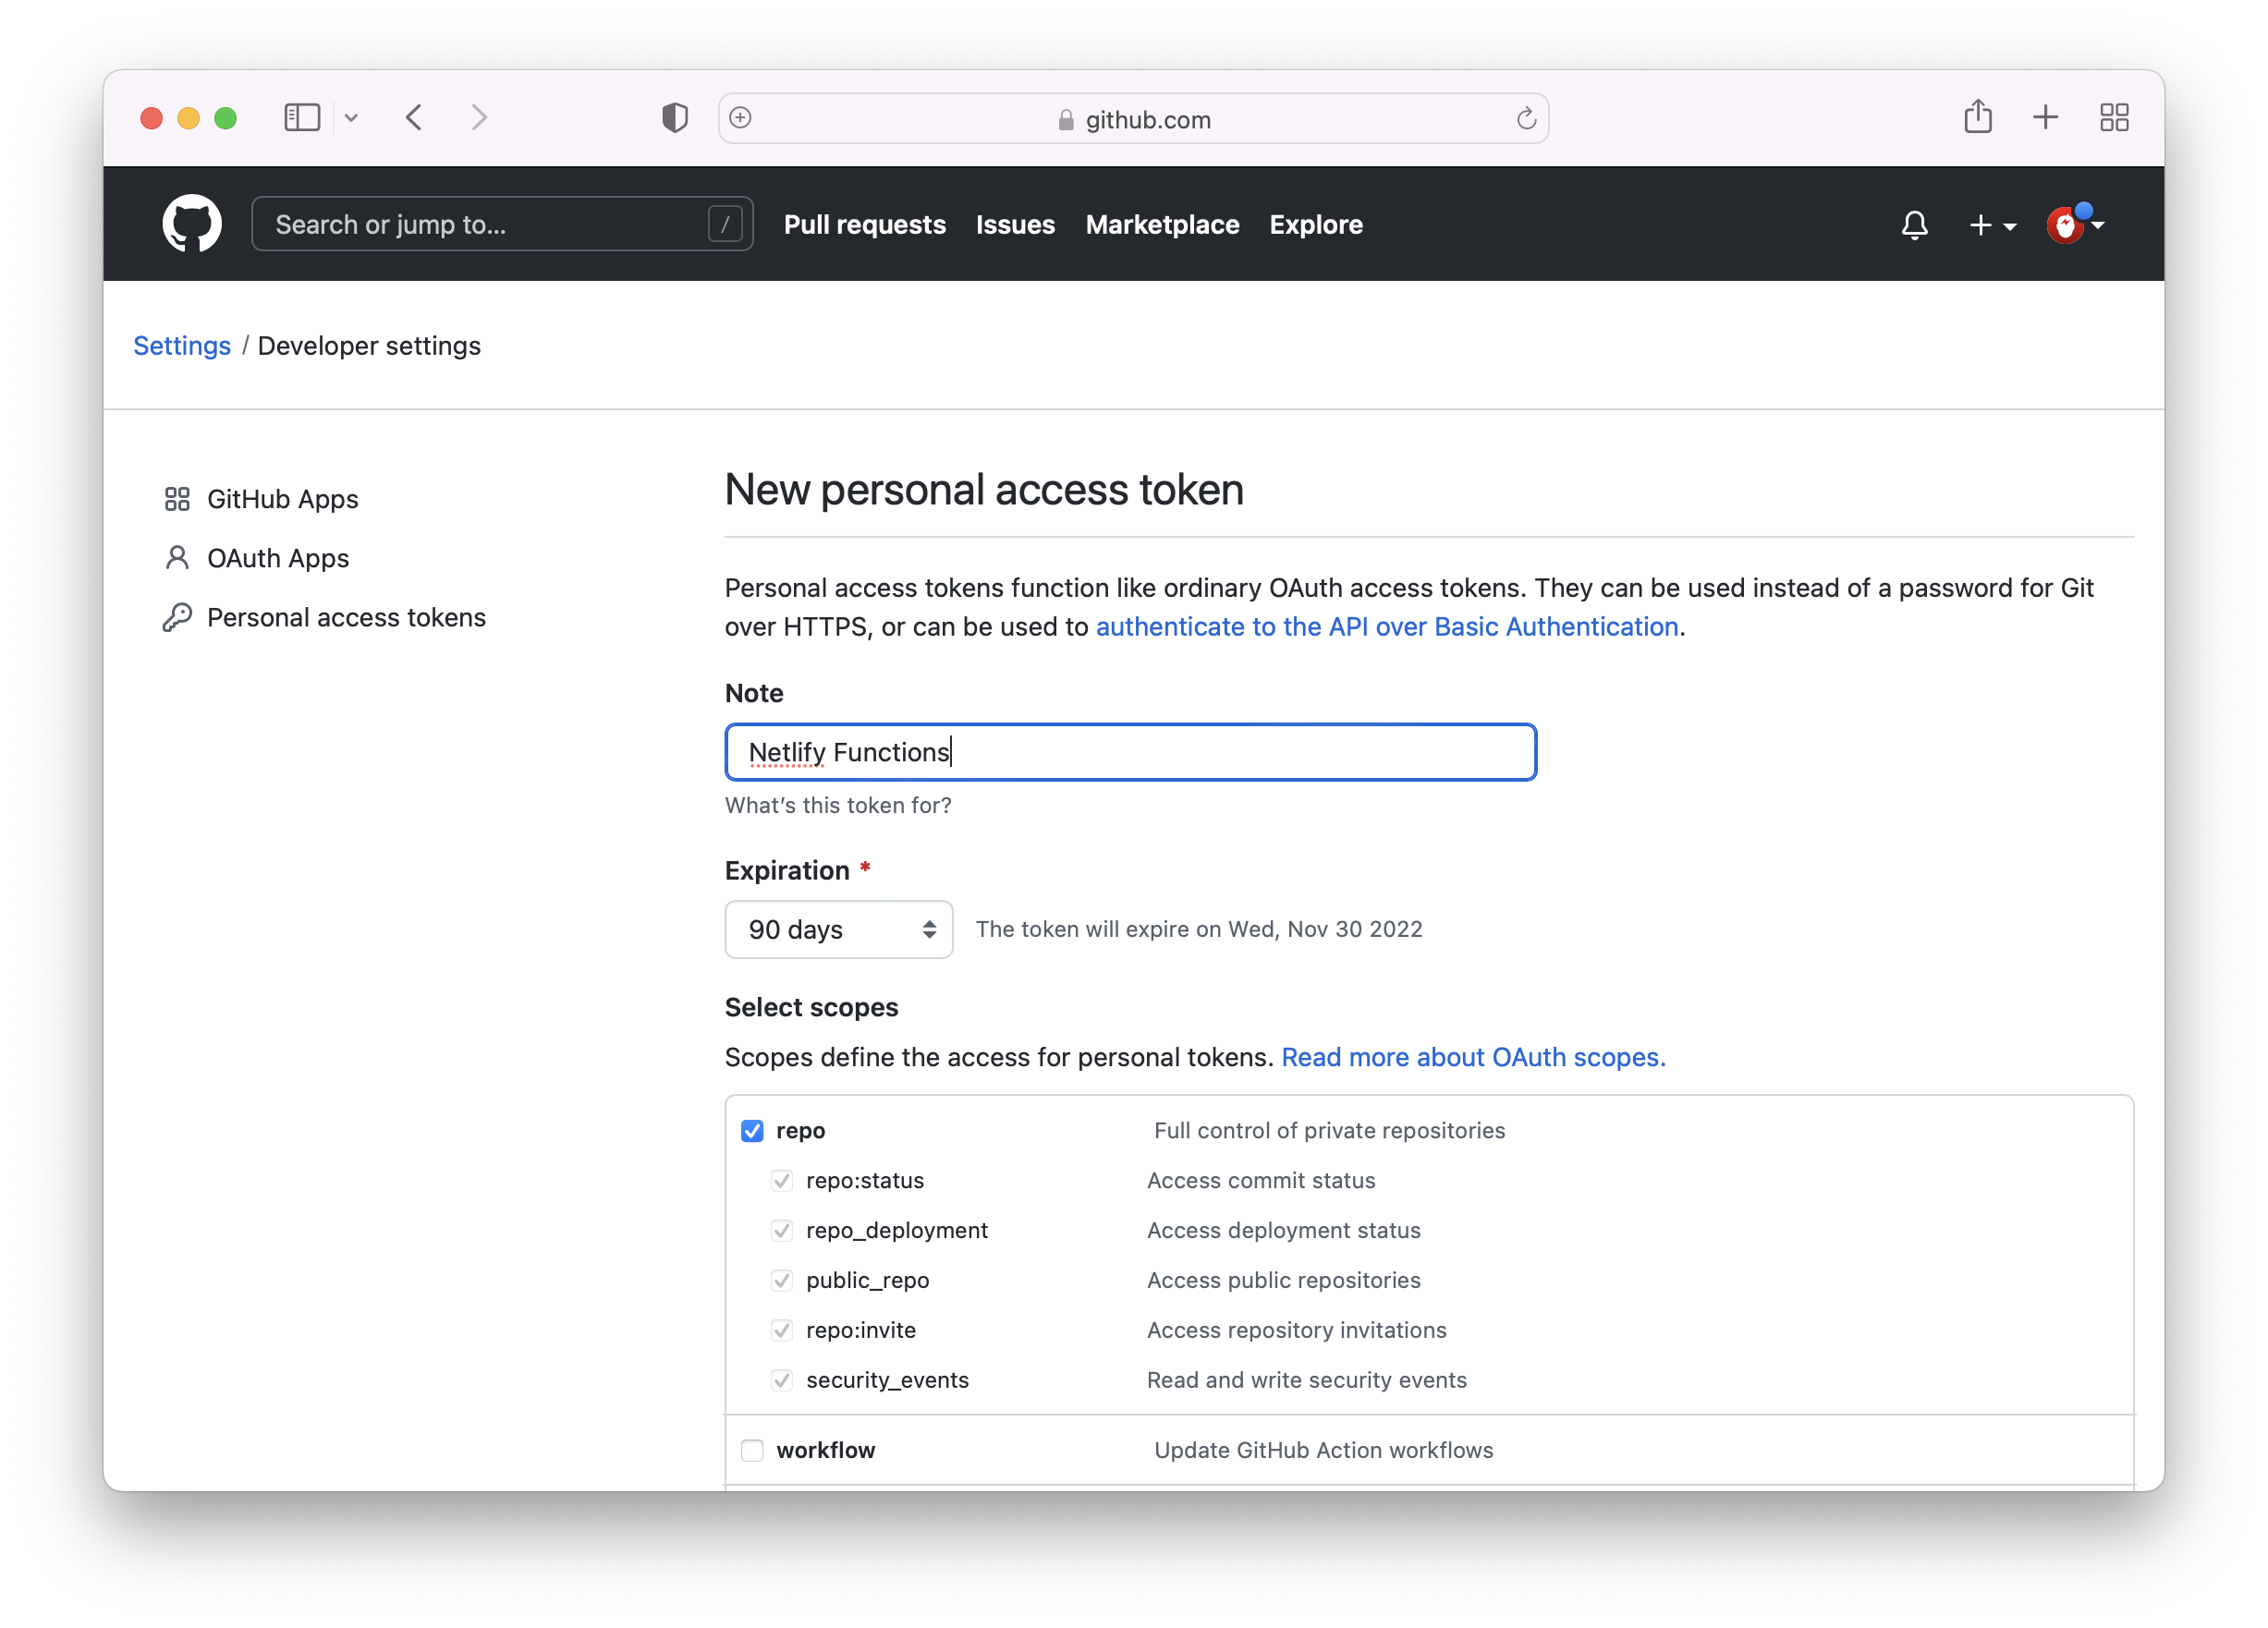 github.com
Search or jump to... /
Pull requests Issues Marketplace Explore
Settings / Developer settings
GitHub Apps
OAuth Apps
Personal access tokens
New personal access token
Personal access tokens function like ordinary OAuth access tokens. They can be used instead of a password for Git
over HTTPS, or can be used to authenticate to the API over Basic Authentication.
Note
Netlify Functions
What's this token for?
Expiration *
90 days The token will expire on Wed, Nov 30 2022
Select scopes
Scopes define the access for personal tokens. Read more about OAuth scopes.
repo Full control of private repositories
repo:status Access commit status
repo_deployment Access deployment status
public_repo Access public repositories
repo:invite Access repository invitations
security_events Read and write security events
workflow Update GitHub Action workflows